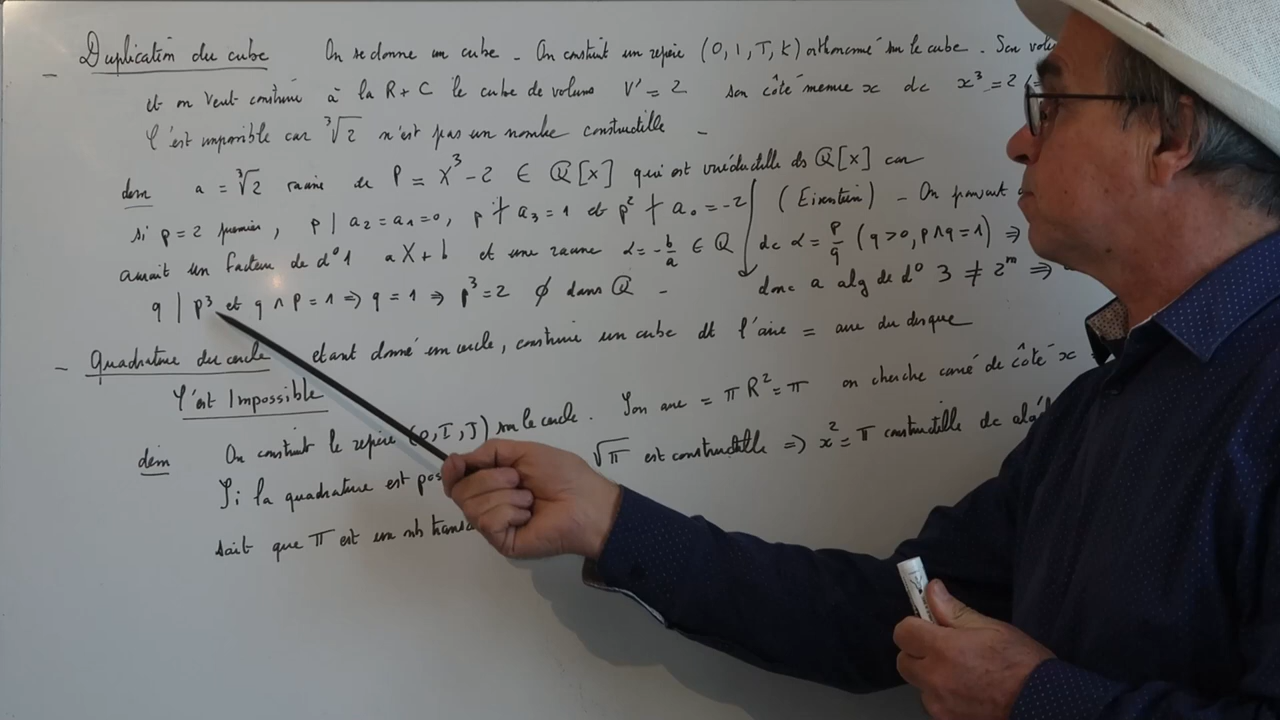 - Duplication du cube On se donne un cube - On construit un repère (O, I, J, K) orthonormé sur le cube. Son volu
et on veut construire à la R+C le cube de volume V' = 2 son côté mesure x dc x³ = 2
C'est impossible car ∛2 n'est pas un nombre constructible -
dem a = ∛2 racine de P = X³ - 2 ∈ Q[x] qui est irréductible ds Q[x] car
si p = 2 premier, p | a₂ = a₁ = 0, p ∤ a₃ = 1 et p² ∤ a₀ = -2 (Eisenstein) - On pouvait
aurait un facteur de d° 1 aX + b et une racine α = -b/a ∈ Q dc α = p/q (q > 0, p ∧ q = 1) ⇒
q | p³ et q ∧ p = 1 ⇒ q = 1 ⇒ p³ = 2 ∅ dans Q - donc a alg de d° 3 ≠ 2ᵐ ⇒
- Quadrature du cercle étant donné un cercle, construire un cube dt l'aire = aire du disque
C'est Impossible
dém On construit le repère (O, I, J) sur le cercle. Son aire = πR² = π on cherche carré de côté x
Si la quadrature est pos √π est constructible ⇒ x² = π constructible dc alg
sait que π est un nb trans